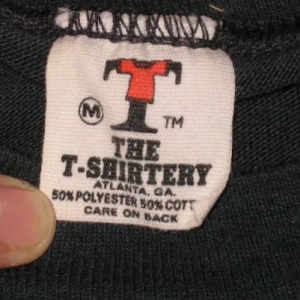 M TM
THE
T-SHIRTERY
ATLANTA, GA.
50% POLYESTER 50% COTT
CARE ON BACK